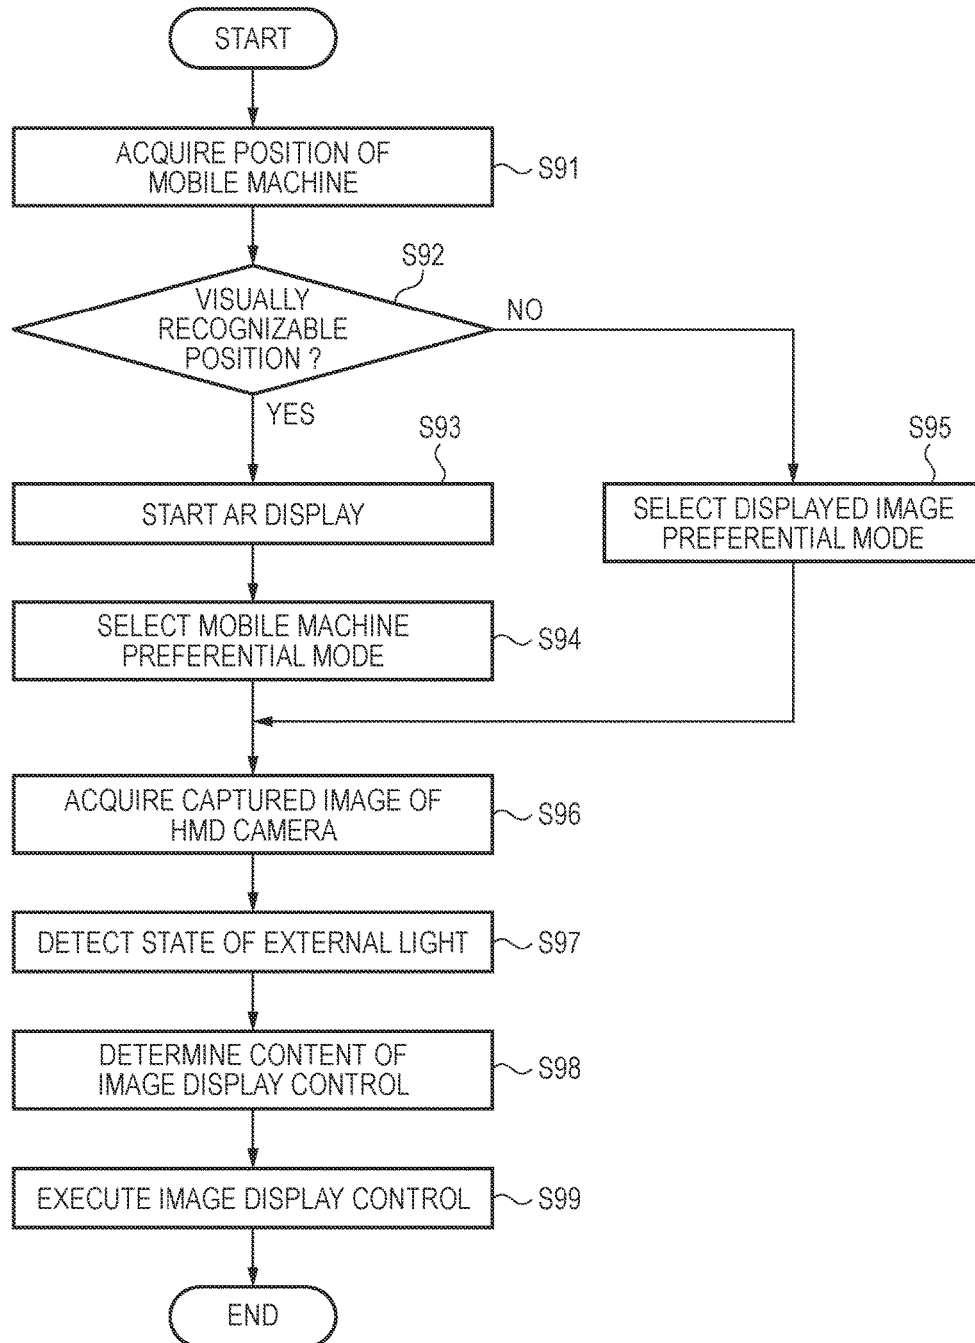 START
ACQUIRE POSITION OF
MOBILE MACHINE
S91
S92
VISUALLY
RECOGNIZABLE
POSITION ?
NO
YES
S93
START AR DISPLAY
S95
SELECT DISPLAYED IMAGE
PREFERENTIAL MODE
SELECT MOBILE MACHINE
PREFERENTIAL MODE
S94
ACQUIRE CAPTURED IMAGE OF
HMD CAMERA
S96
DETECT STATE OF EXTERNAL LIGHT
S97
DETERMINE CONTENT OF
IMAGE DISPLAY CONTROL
S98
EXECUTE IMAGE DISPLAY CONTROL
S99
END